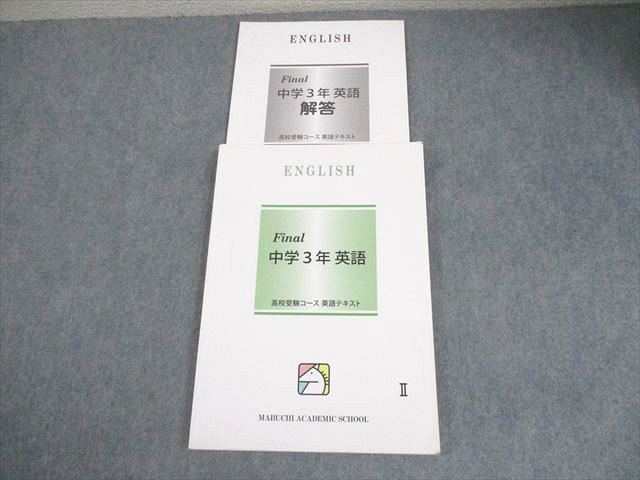 ENGLISH
Final
中学3年 英語
解答
高校受験コース 英語テキスト
ENGLISH
Final
中学3年 英語
高校受験コース 英語テキスト
II
MABUCHI ACADEMIC SCHOOL